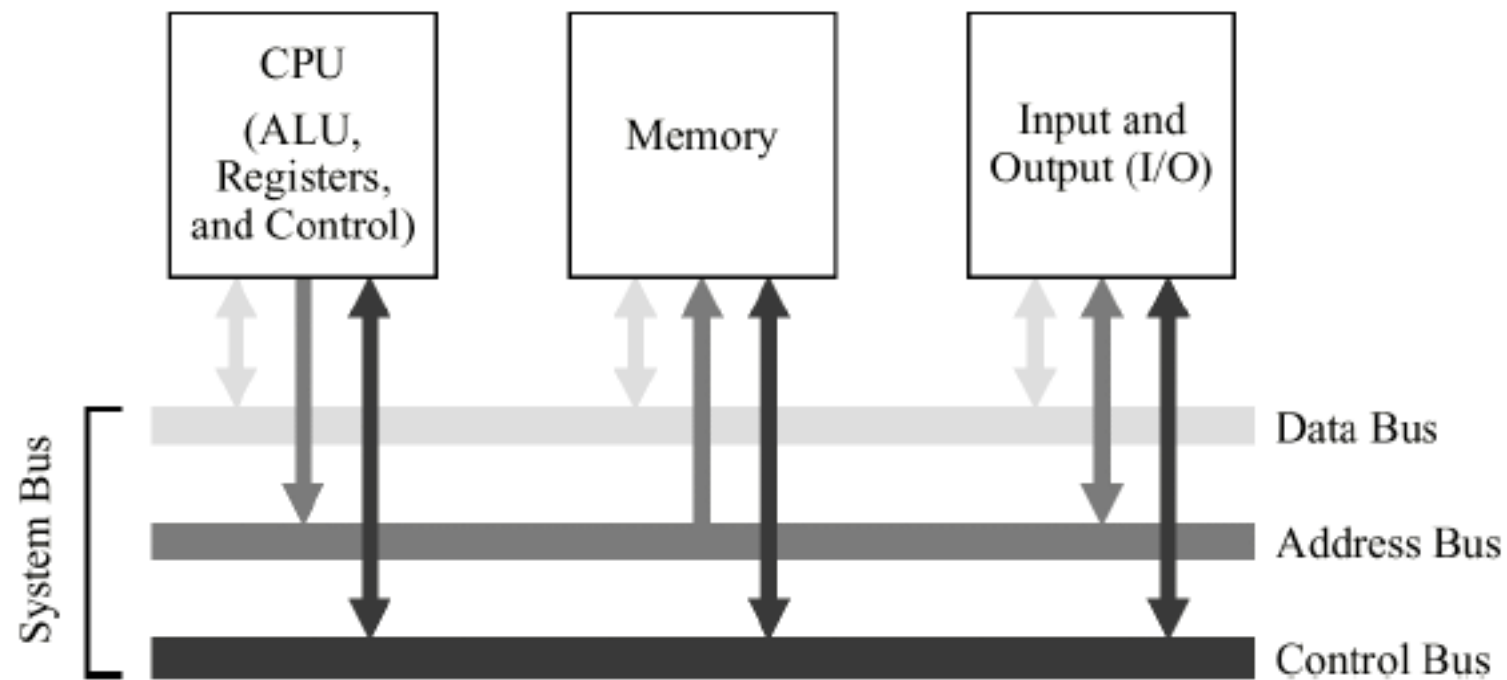 CPU
(ALU,
Registers,
and Control)
Memory
Input and
Output (I/O)
System Bus
Data Bus
Address Bus
Control Bus